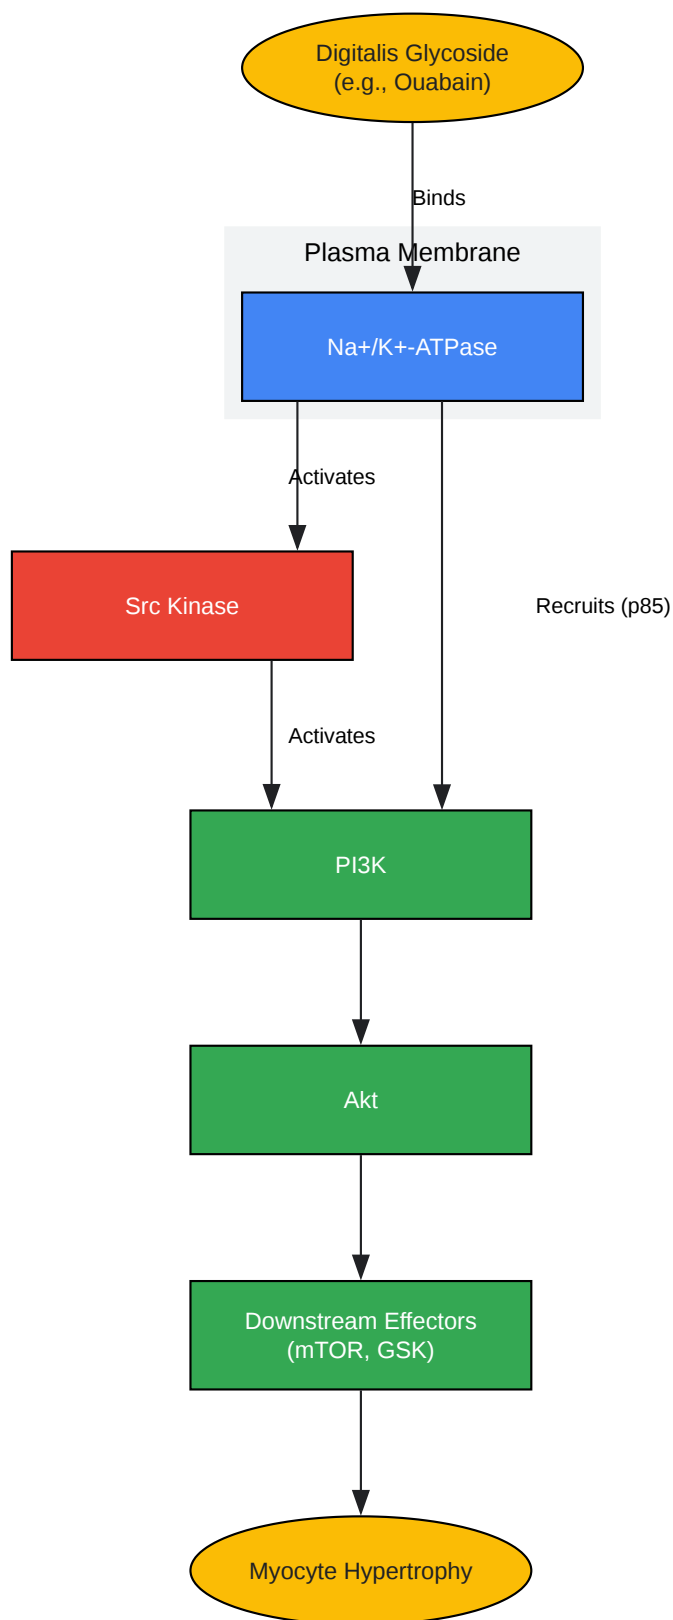 Digitalis Glycoside
(e.g., Ouabain)
Binds
Plasma Membrane
Na+/K+-ATPase
Activates
Src Kinase
Recruits (p85)
Activates
PI3K
Akt
Downstream Effectors
(mTOR, GSK)
Myocyte Hypertrophy